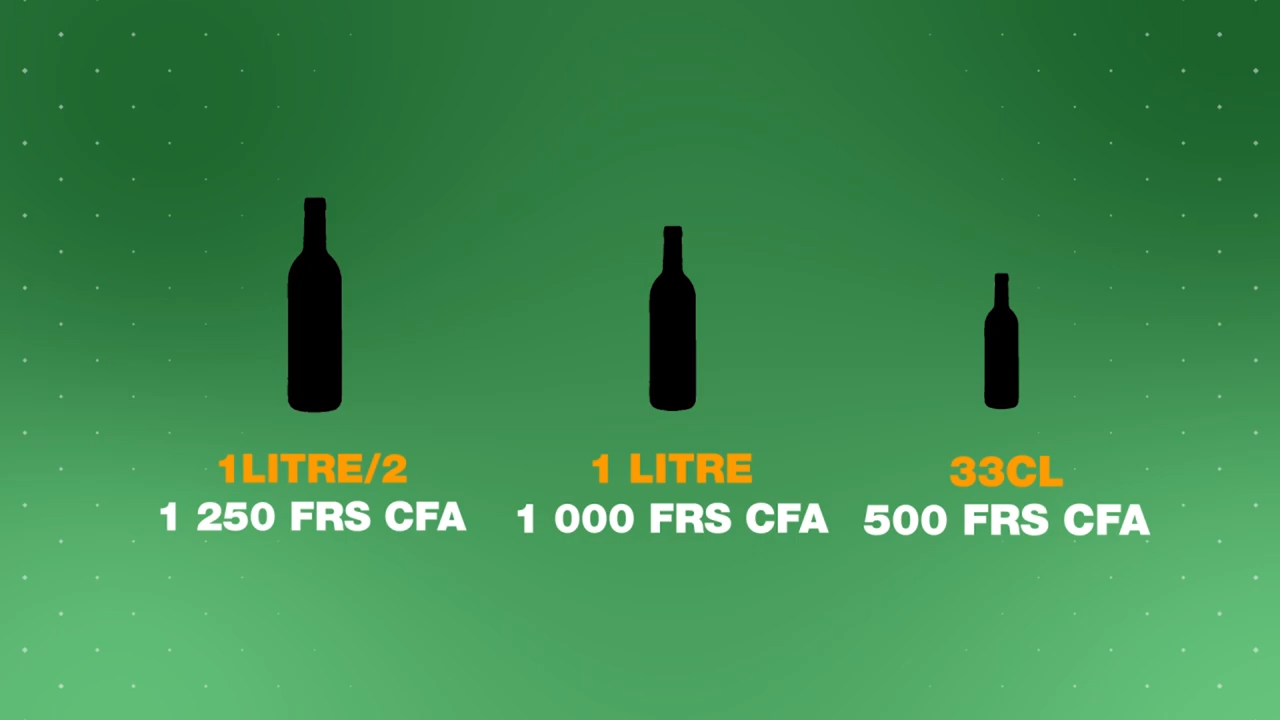 1LITRE/2
1 250 FRS CFA
1 LITRE
1 000 FRS CFA
33CL
500 FRS CFA